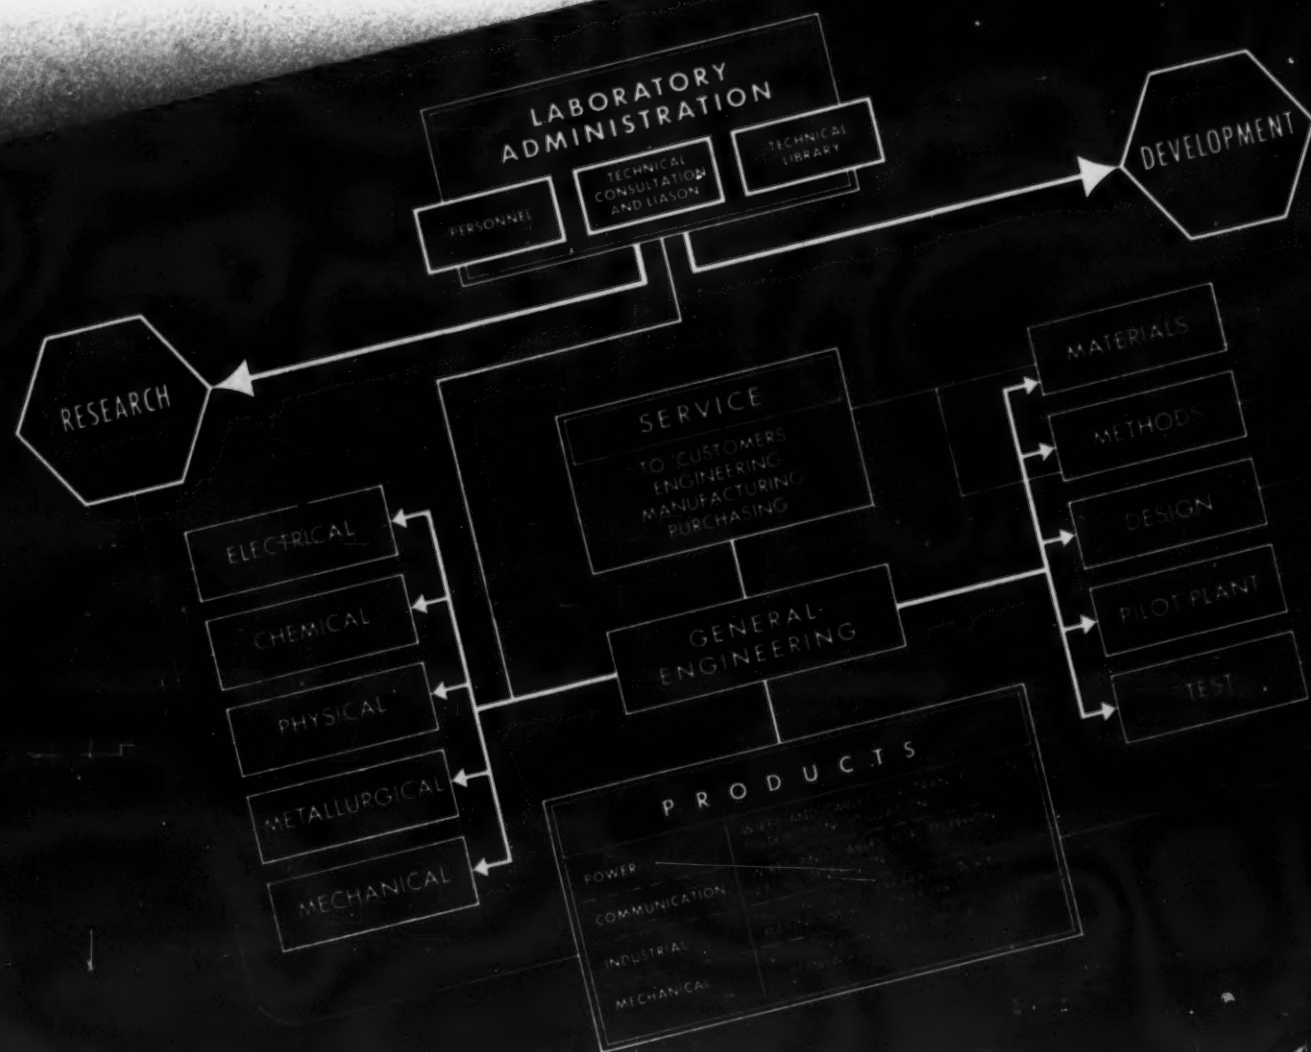 LABORATORY
ADMINISTRATION
PERSONNEL
TECHNICAL
CONSULTATION
AND LIASON
TECHNICAL
LIBRARY
DEVELOPMENT
RESEARCH
SERVICE
TO CUSTOMERS
ENGINEERING
MANUFACTURING
PURCHASING
MATERIALS
METHODS
DESIGN
PILOT PLANT
TEST
ELECTRICAL
CHEMICAL
PHYSICAL
METALLURGICAL
MECHANICAL
GENERAL
ENGINEERING
PRODUCTS
POWER
COMMUNICATION
INDUSTRIAL
MECHANICAL